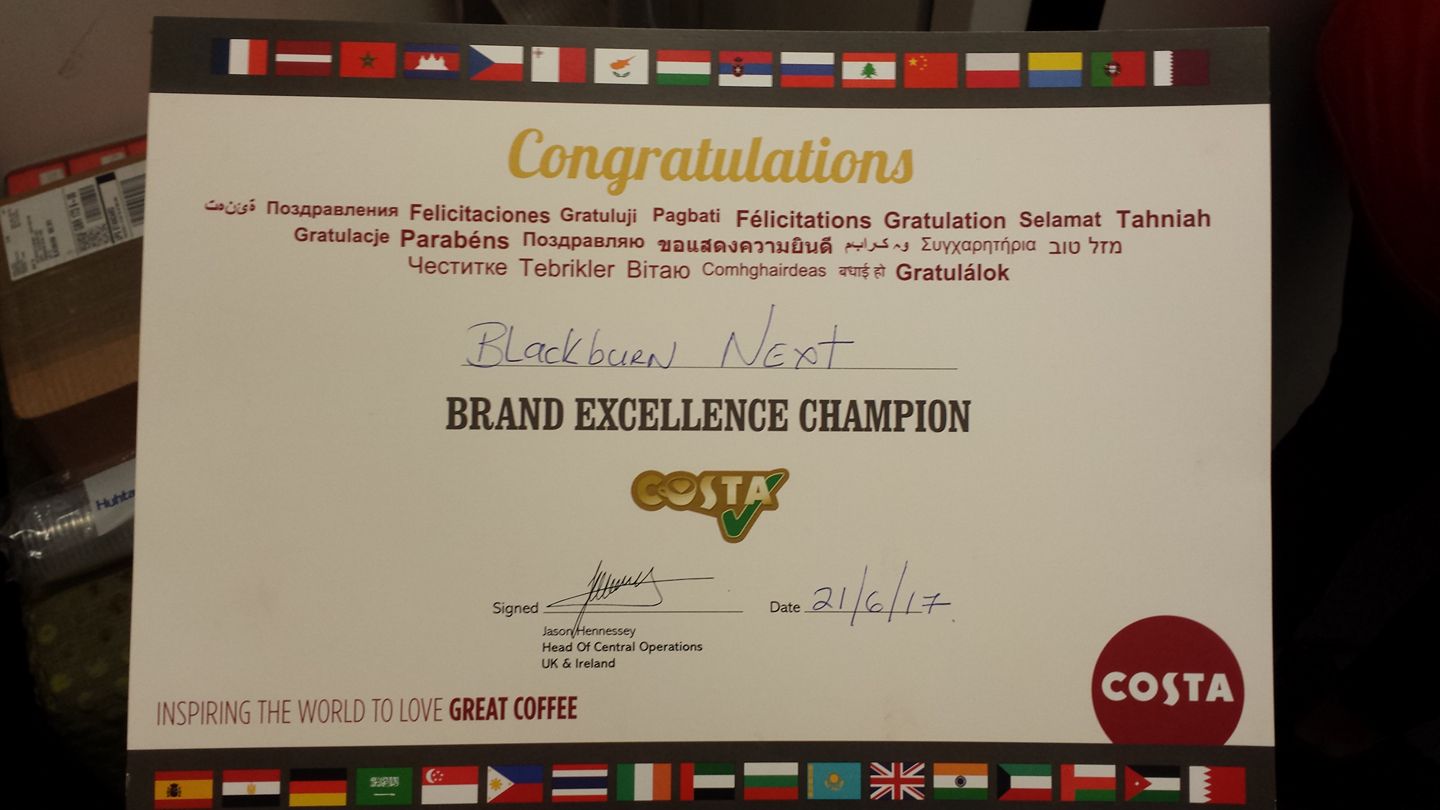 Congratulations
ةئنهت Поздравления Felicitaciones Gratuluji Pagbati Félicitations Gratulation Selamat Tahniah
Gratulacje Parabéns Поздравляю ขอแสดงความยินดี Συγχαρητήρια מזל טוב
Честитке Tebrikler Вітаю Comhghairdeas बधाई हो Gratulálok
Blackburn Next
BRAND EXCELLENCE CHAMPION
COSTA
Signed Date 21/6/17
Jason Hennessey
Head Of Central Operations
UK & Ireland
INSPIRING THE WORLD TO LOVE GREAT COFFEE
COSTA
Huhta